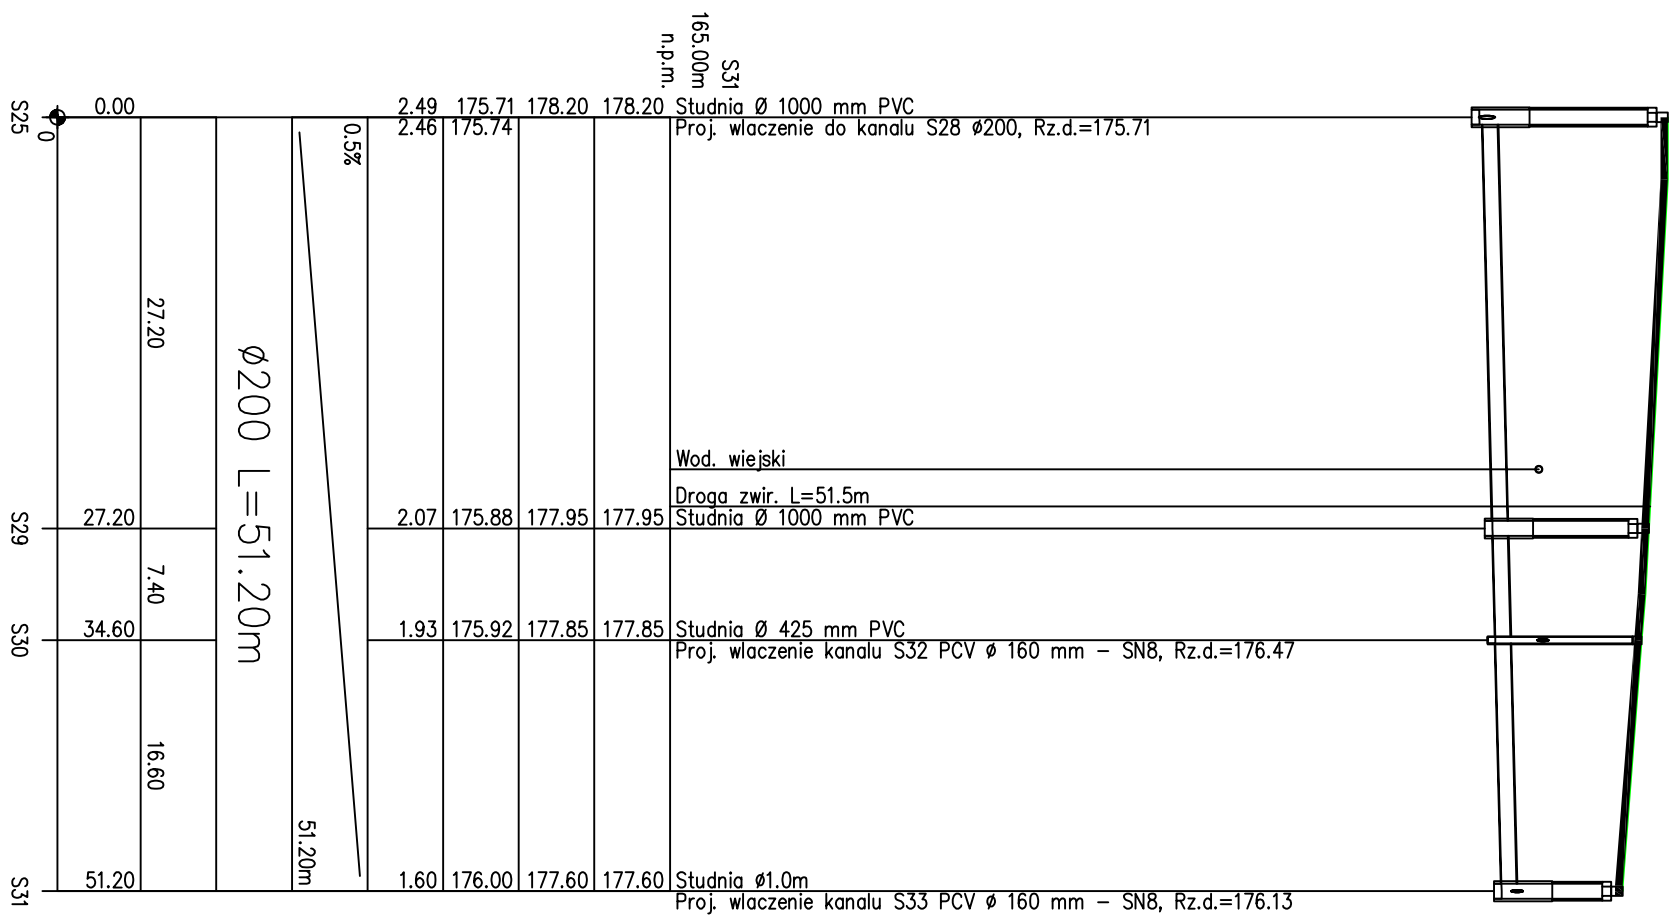 S31
165.00m
n.p.m.
S25
0
0.00
2.49 175.71 178.20 178.20 Studnia Ø 1000 mm PVC
2.46 175.74 Proj. wlaczenie do kanalu S28 Ø200, Rz.d.=175.71
0.5%
27.20
Ø200 L=51.20m
Wod. wiejski
Droga zwir. L=51.5m
S29
27.20
2.07 175.88 177.95 177.95 Studnia Ø 1000 mm PVC
7.40
S30
34.60
1.93 175.92 177.85 177.85 Studnia Ø 425 mm PVC
Proj. wlaczenie kanalu S32 PCV Ø 160 mm – SN8, Rz.d.=176.47
16.60
51.20m
S31
51.20
1.60 176.00 177.60 177.60 Studnia Ø1.0m
Proj. wlaczenie kanalu S33 PCV Ø 160 mm – SN8, Rz.d.=176.13